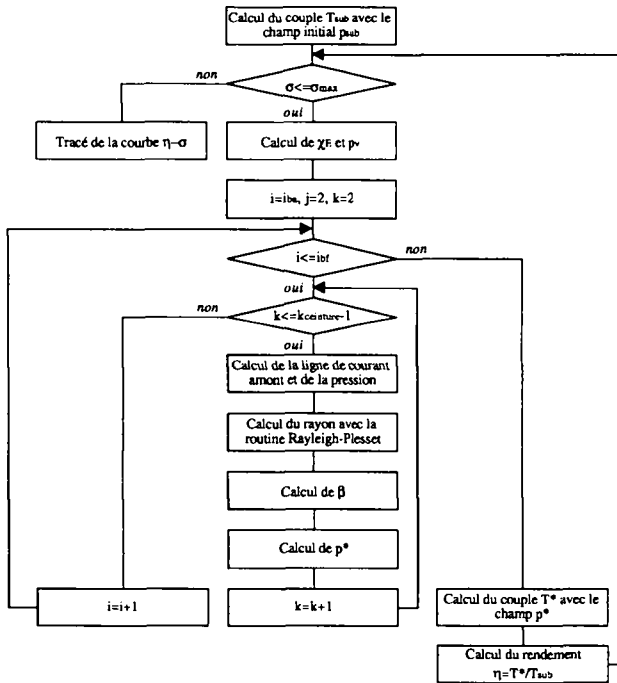 Calcul du couple Tsub avec le
champ initial psub
non
σ<=σmax
oui
Tracé de la courbe η–σ
Calcul de χE et pv
i=iba, j=2, k=2
i<=ibf
non
oui
non
k<=kceinture-1
oui
Calcul de la ligne de courant
amont et de la pression
Calcul du rayon avec la
routine Rayleigh-Plesset
Calcul de β
Calcul de p*
i=i+1
k=k+1
Calcul du couple T* avec le
champ p*
Calcul du rendement
η=T*/Tsub